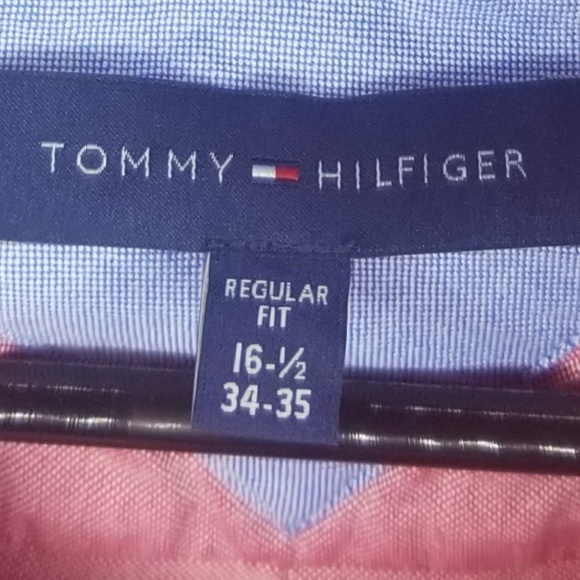 TOMMY HILFIGER
REGULAR
FIT
16-½
34-35